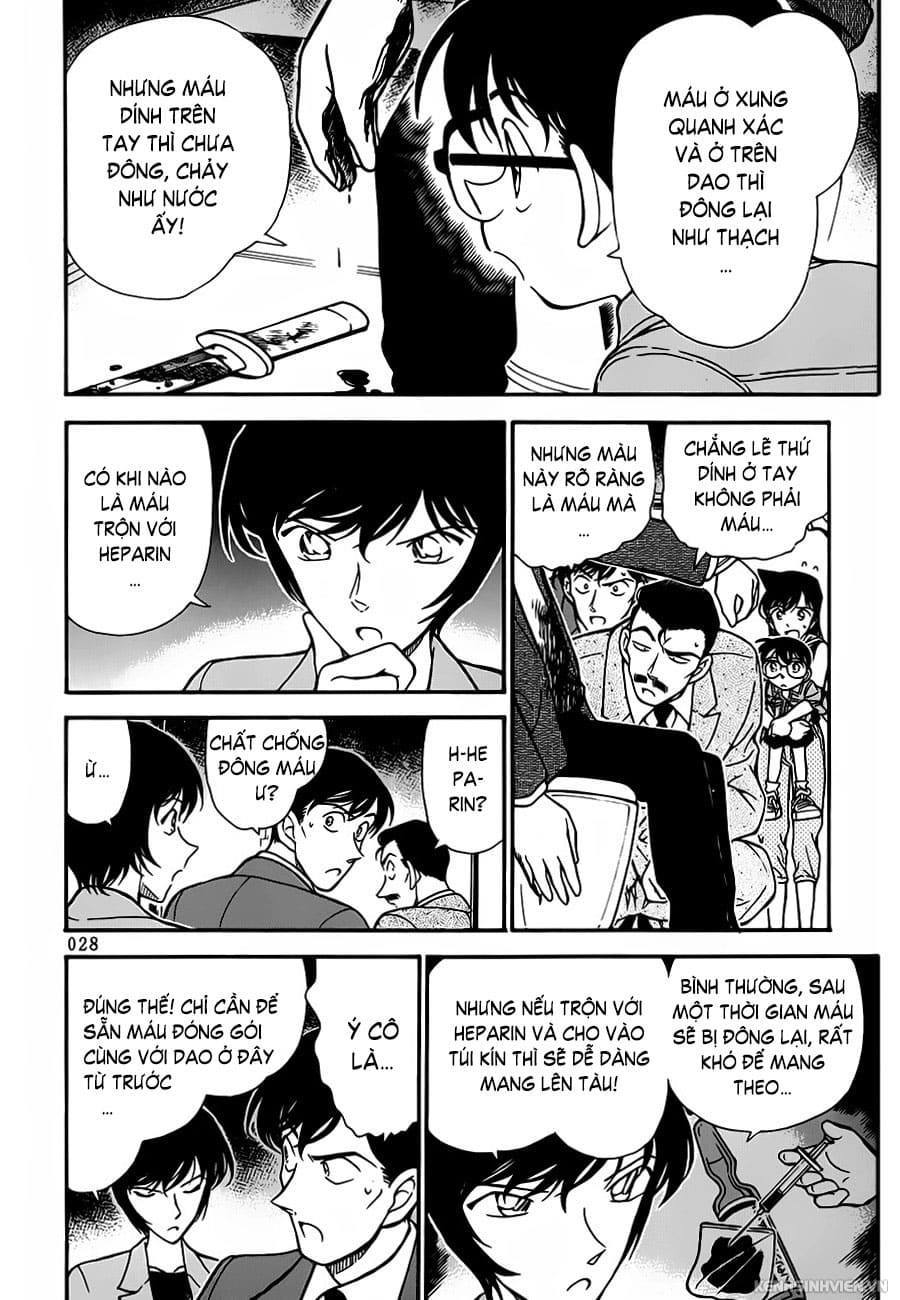 MÁU Ở XUNG
QUANH XÁC
VÀ Ở TRÊN
DAO THÌ
ĐÔNG LẠI
NHƯ THẠCH
...
NHƯNG MÁU
DÍNH TRÊN
TAY THÌ CHƯA
ĐÔNG, CHẢY
NHƯ NƯỚC
ẤY!
CHẲNG LẼ THỨ
DÍNH Ở TAY
KHÔNG PHẢI
MÁU...
NHƯNG MÀU
NÀY RÕ RÀNG
LÀ MÁU MÀ
...
CÓ KHI NÀO
LÀ MÁU
TRỘN VỚI
HEPARIN
...
H-HE
PA-
RIN?
CHẤT CHỐNG
ĐÔNG MÁU
Ư?
Ừ...
028
BÌNH THƯỜNG, SAU
MỘT THỜI GIAN MÁU
SẼ BỊ ĐÔNG LẠI, RẤT
KHÓ ĐỂ MANG
THEO...
NHƯNG NẾU TRỘN VỚI
HEPARIN VÀ CHO VÀO
TÚI KÍN THÌ SẼ DỄ DÀNG
MANG LÊN TÀU!
Ý CÔ
LÀ...
ĐÚNG THẾ! CHỈ CẦN ĐỂ
SẴN MÁU ĐÓNG GÓI
CÙNG VỚI DAO Ở ĐÂY
TỪ TRƯỚC
...
KENHSINHVIEN.VN